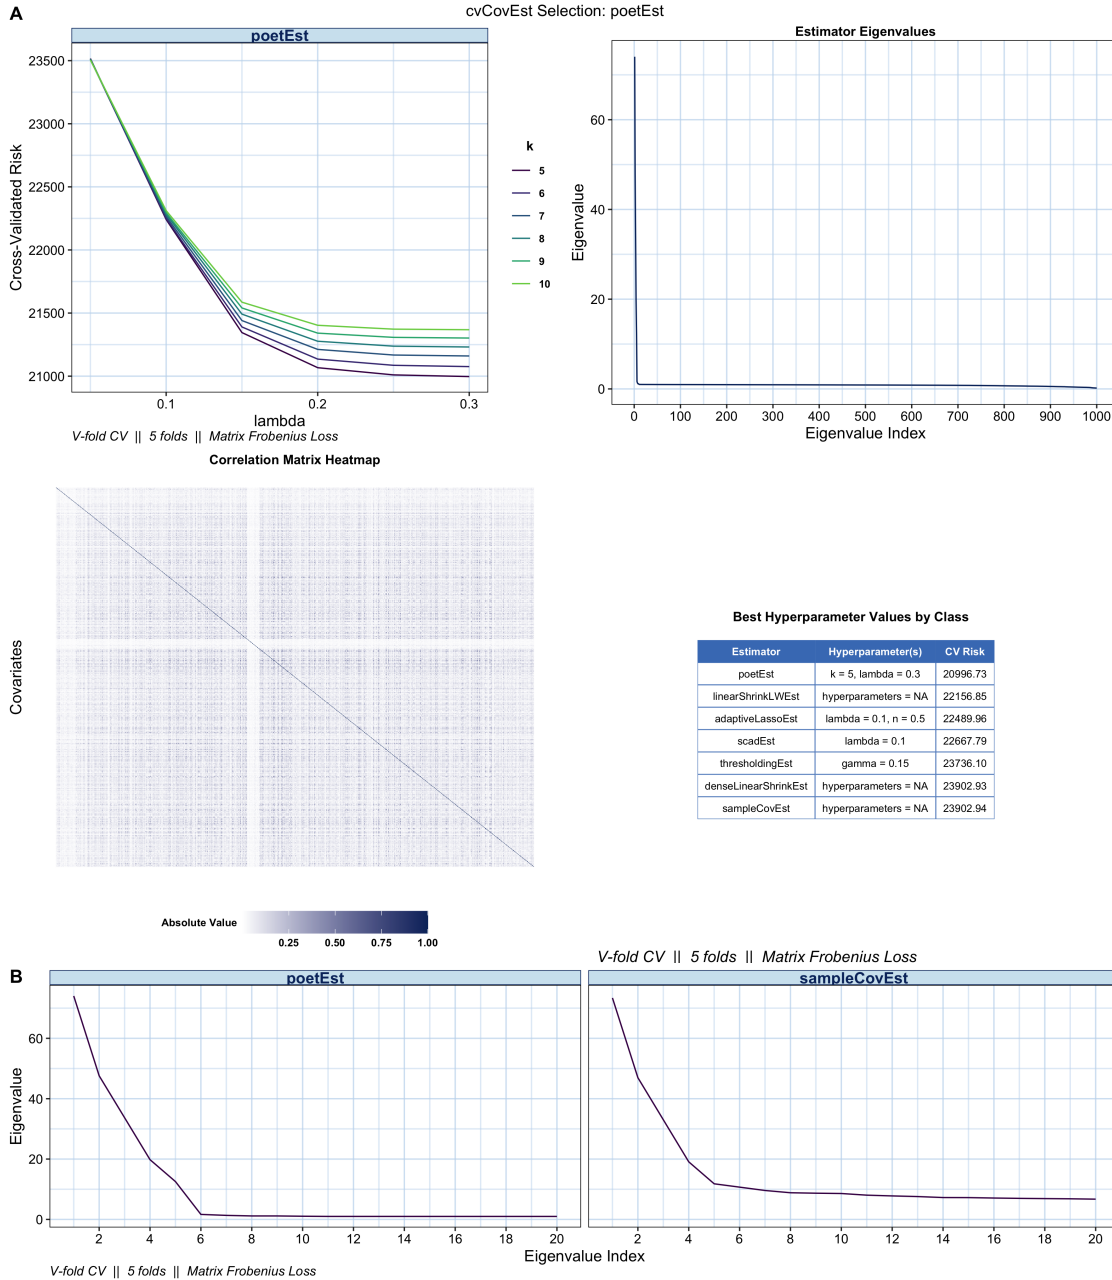 A
cvCovEst Selection: poetEst
poetEst
23500
23000
22500
22000
21500
21000
Cross-Validated Risk
0.1
0.2
0.3
lambda
V-fold CV || 5 folds || Matrix Frobenius Loss
k
5
6
7
8
9
10
Estimator Eigenvalues
60
40
20
0
Eigenvalue
0 100 200 300 400 500 600 700 800 900 1000
Eigenvalue Index
Correlation Matrix Heatmap
Covariates
Absolute Value
0.25 0.50 0.75 1.00
Best Hyperparameter Values by Class
Estimator Hyperparameter(s) CV Risk
poetEst k = 5, lambda = 0.3 20996.73
linearShrinkLWEst hyperparameters = NA 22156.85
adaptiveLassoEst lambda = 0.1, n = 0.5 22489.96
scadEst lambda = 0.1 22667.79
thresholdingEst gamma = 0.15 23736.10
denseLinearShrinkEst hyperparameters = NA 23902.93
sampleCovEst hyperparameters = NA 23902.94
V-fold CV || 5 folds || Matrix Frobenius Loss
B
poetEst
sampleCovEst
60
40
20
0
Eigenvalue
2 4 6 8 10 12 14 16 18 20
2 4 6 8 10 12 14 16 18 20
Eigenvalue Index
V-fold CV || 5 folds || Matrix Frobenius Loss